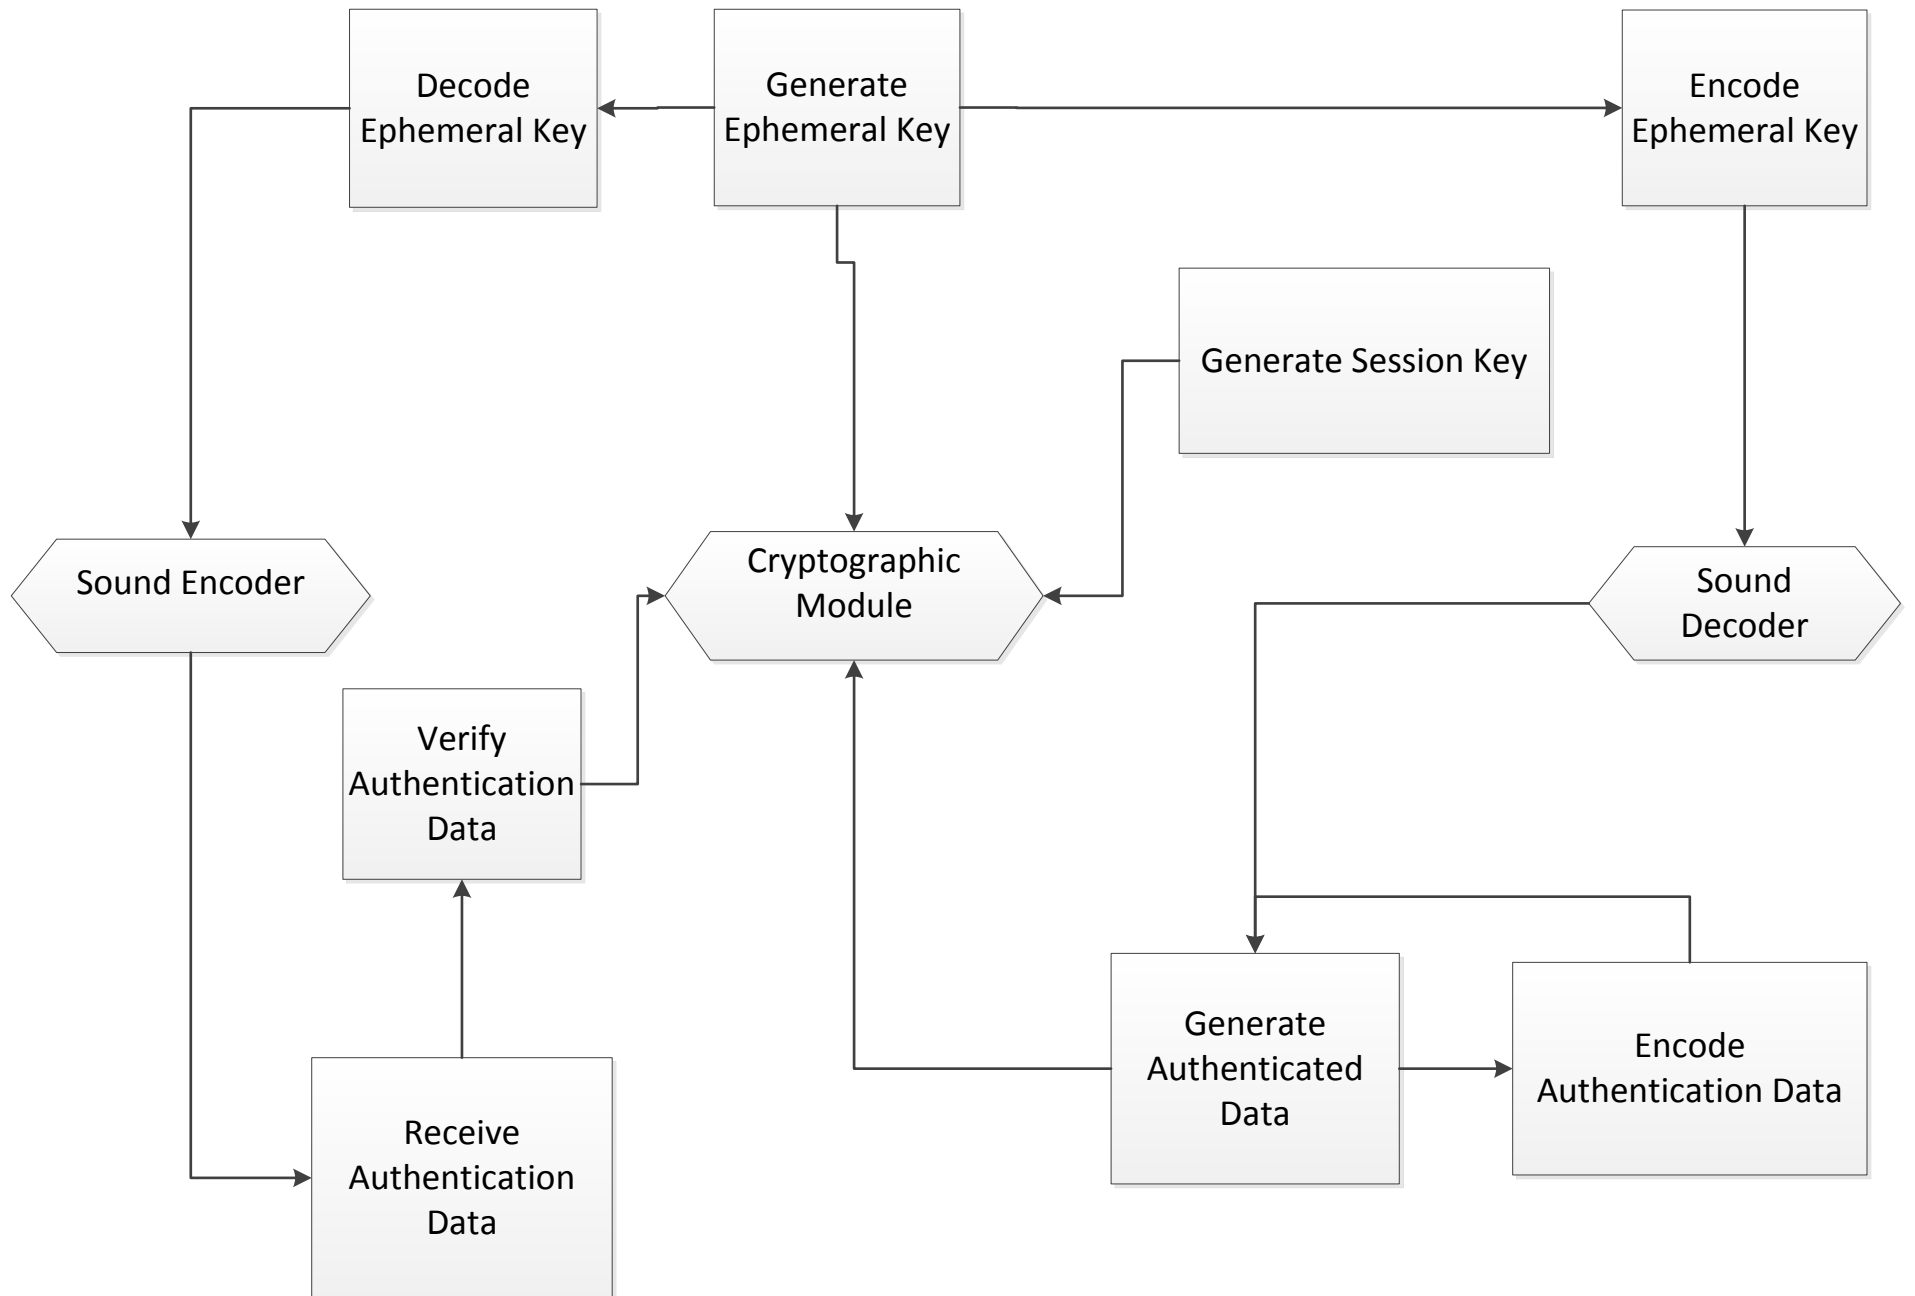 Decode
Ephemeral Key
Generate
Ephemeral Key
Encode
Ephemeral Key
Generate Session Key
Sound Encoder
Cryptographic
Module
Sound
Decoder
Verify
Authentication
Data
Generate
Authenticated
Data
Encode
Authentication Data
Receive
Authentication
Data